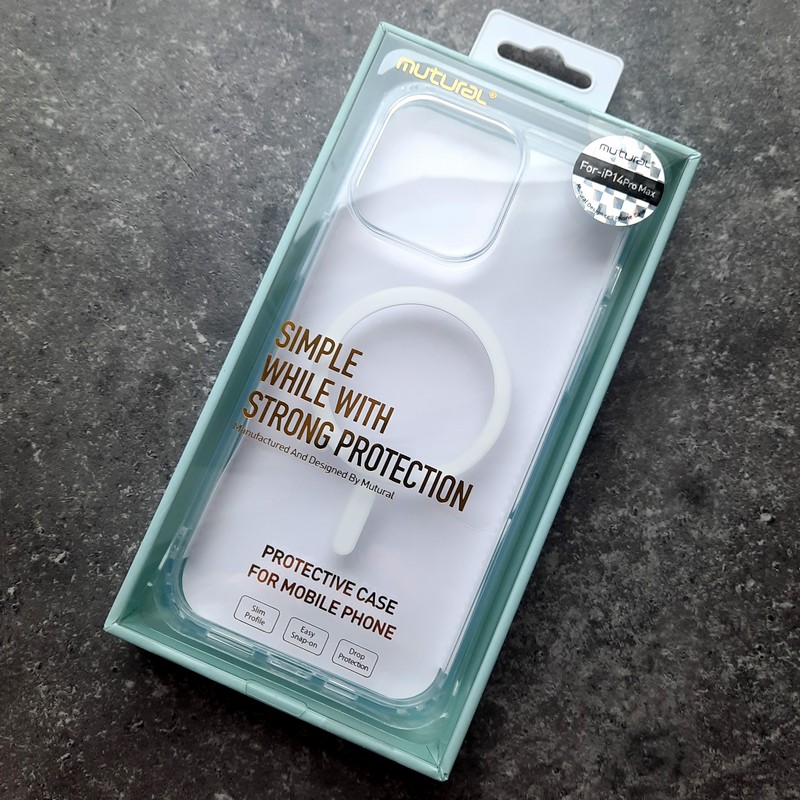 mutural®
mutural®
For-iP14Pro Max
SIMPLE
WHILE WITH
STRONG PROTECTION
Manufactured And Designed By Mutural
PROTECTIVE CASE
FOR MOBILE PHONE
Slim
Profile
Easy
Snap-on
Drop
Protection